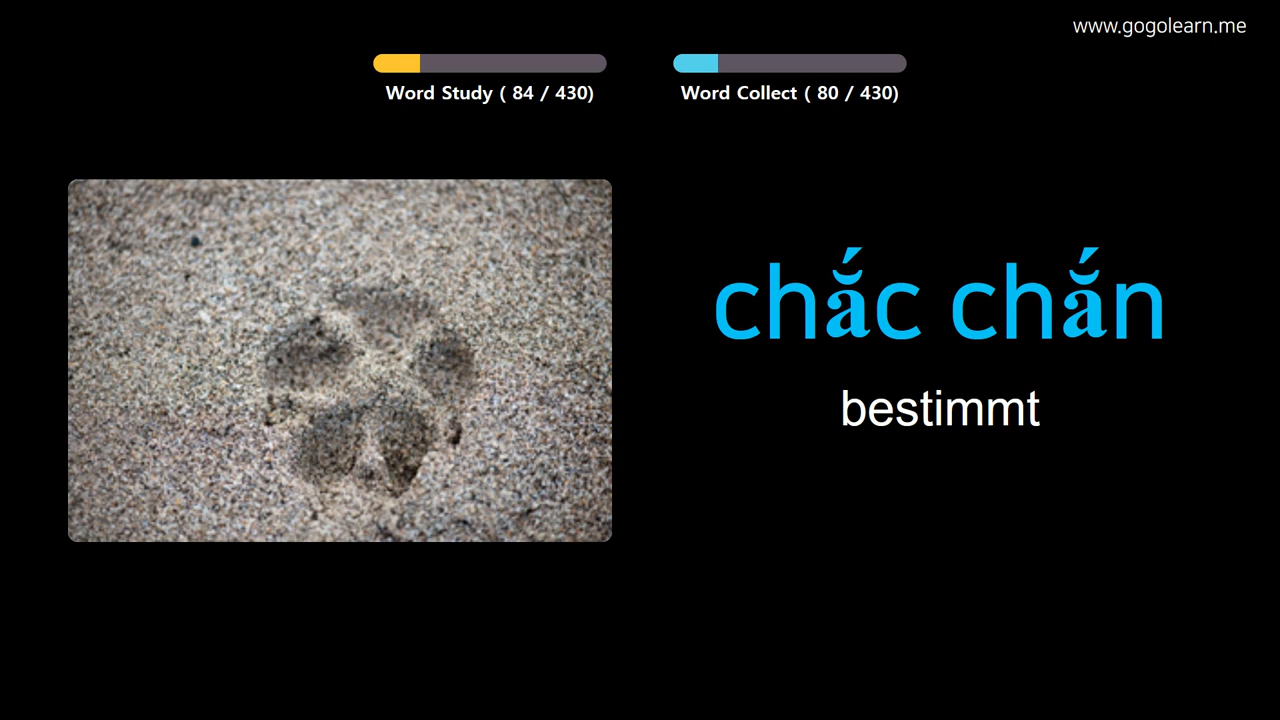 www.gogolearn.me
Word Study ( 84 / 430)
Word Collect ( 80 / 430)
chắc chắn
bestimmt